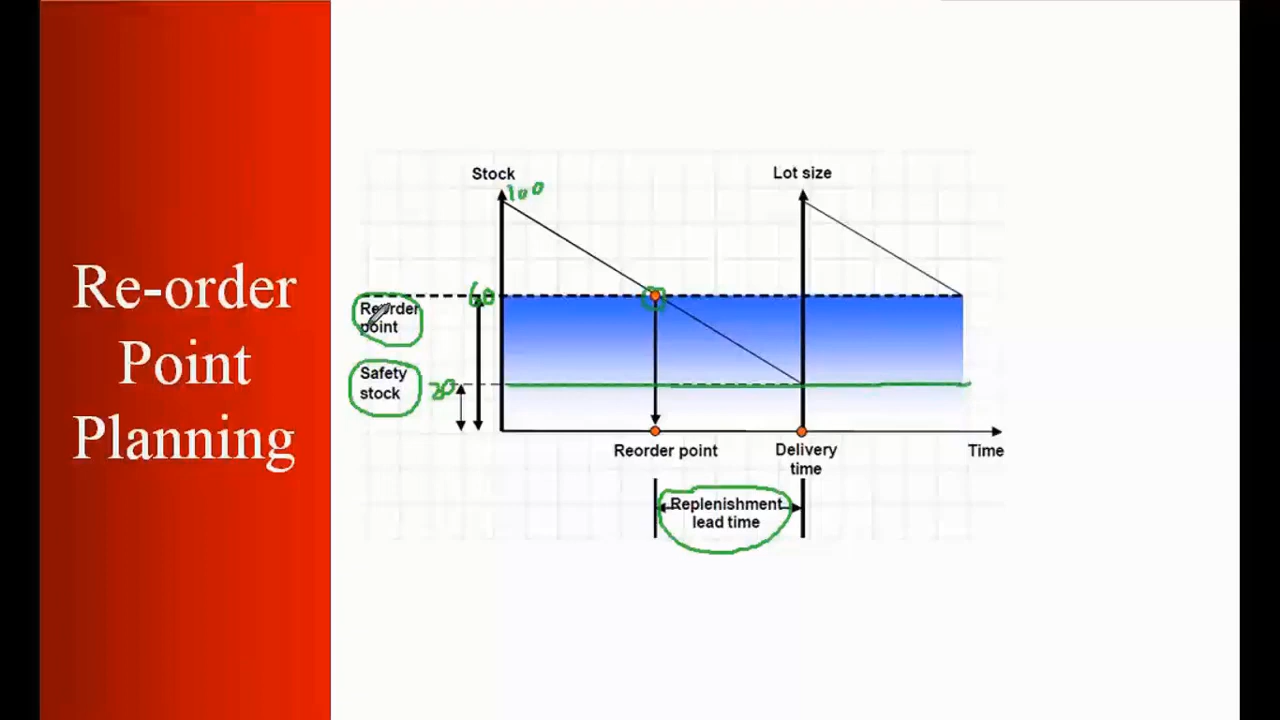 Re-order
Point
Planning
Stock
100
Lot size
60
Reorder
point
Safety
stock
Reorder point
Delivery
time
Time
Replenishment
lead time